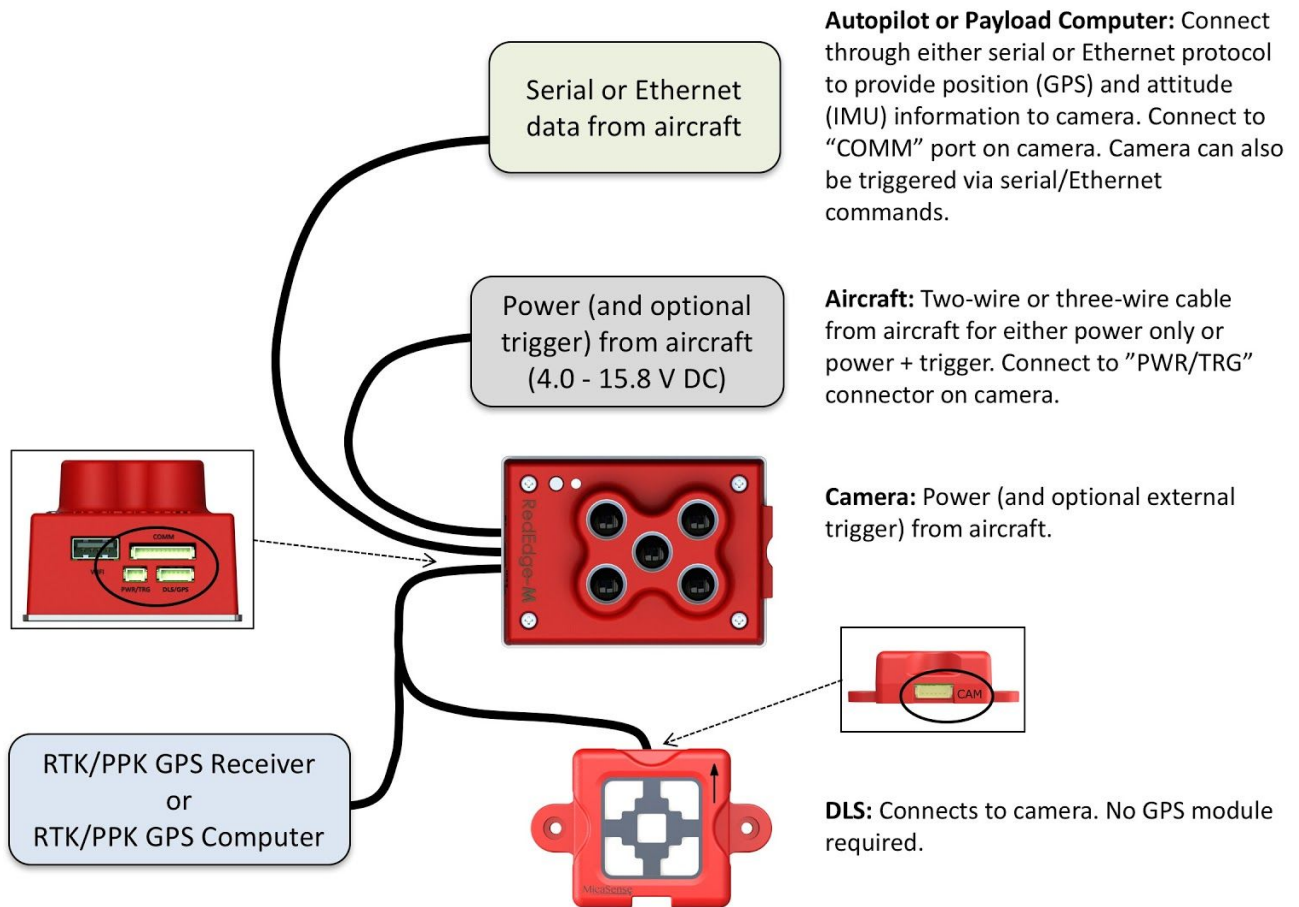 Serial or Ethernet
data from aircraft
Autopilot or Payload Computer: Connect
through either serial or Ethernet protocol
to provide position (GPS) and attitude
(IMU) information to camera. Connect to
“COMM” port on camera. Camera can also
be triggered via serial/Ethernet
commands.
Power (and optional
trigger) from aircraft
(4.0 - 15.8 V DC)
Aircraft: Two-wire or three-wire cable
from aircraft for either power only or
power + trigger. Connect to ”PWR/TRG”
connector on camera.
COMM
WIFI
PWR/TRG DLS/GPS
RedEdge-M
Camera: Power (and optional external
trigger) from aircraft.
CAM
RTK/PPK GPS Receiver
or
RTK/PPK GPS Computer
MicaSense
DLS: Connects to camera. No GPS module
required.